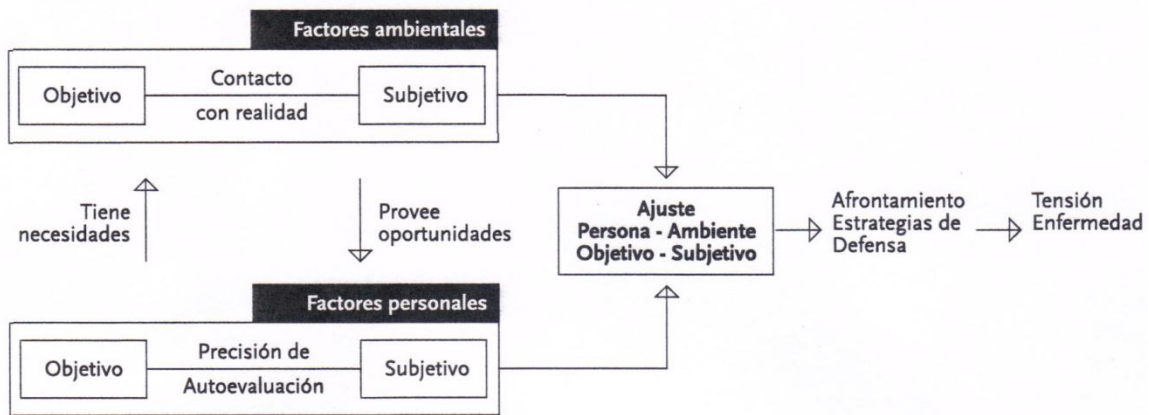 Factores ambientales
Objetivo
Contacto
con realidad
Subjetivo
Tiene
necesidades
Provee
oportunidades
Ajuste
Persona - Ambiente
Objetivo - Subjetivo
Afrontamiento
Estrategias de
Defensa
Tensión
Enfermedad
Factores personales
Objetivo
Precisión de
Autoevaluación
Subjetivo